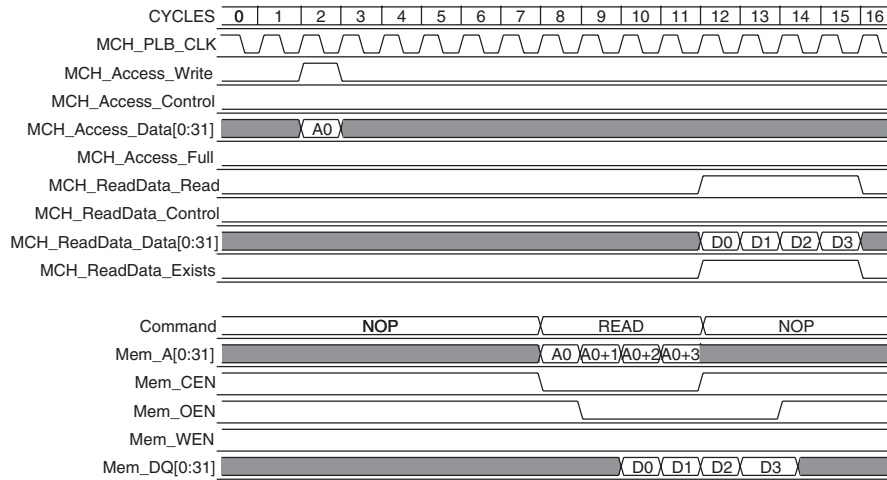 CYCLES 0 1 2 3 4 5 6 7 8 9 10 11 12 13 14 15 16
MCH_PLB_CLK
MCH_Access_Write
MCH_Access_Control
MCH_Access_Data[0:31] A0
MCH_Access_Full
MCH_ReadData_Read
MCH_ReadData_Control
MCH_ReadData_Data[0:31] D0 D1 D2 D3
MCH_ReadData_Exists
Command NOP READ NOP
Mem_A[0:31] A0 A0+1 A0+2 A0+3
Mem_CEN
Mem_OEN
Mem_WEN
Mem_DQ[0:31] D0 D1 D2 D3